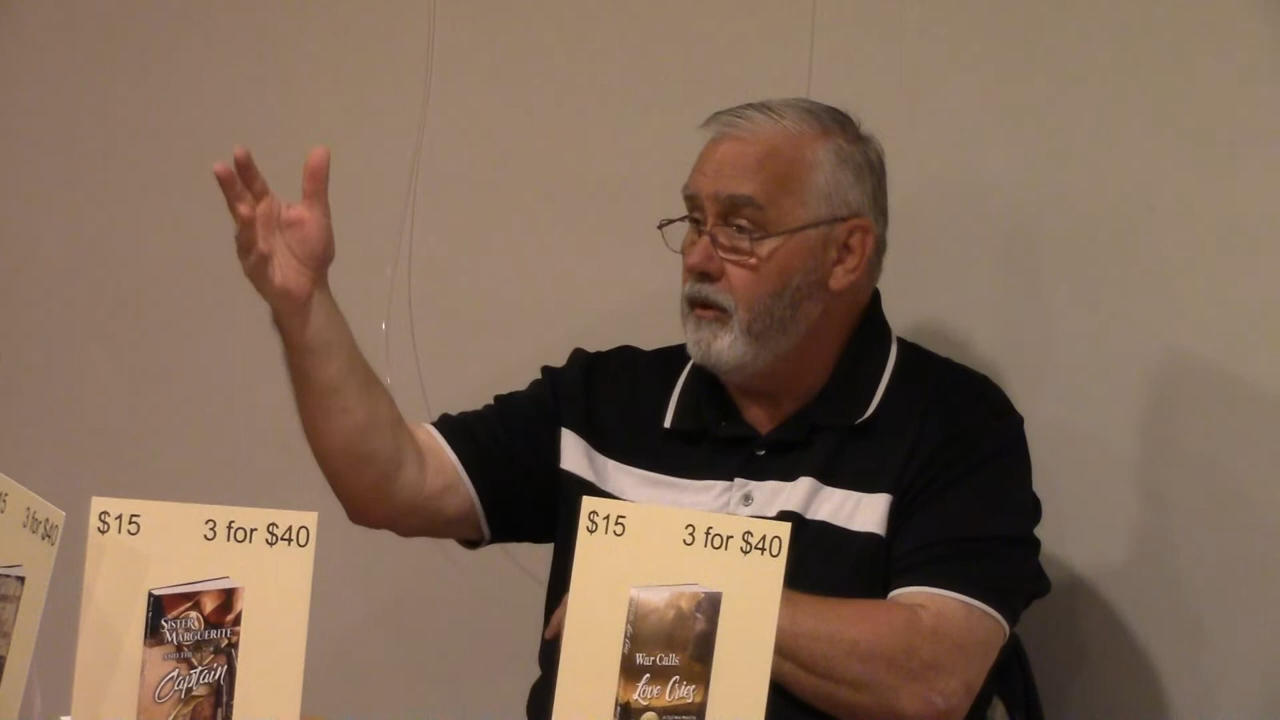 3 for $40
$15 3 for $40
SISTER
MARGUERITE
AND THE
Captain
$15 3 for $40
War Calls
Love Cries